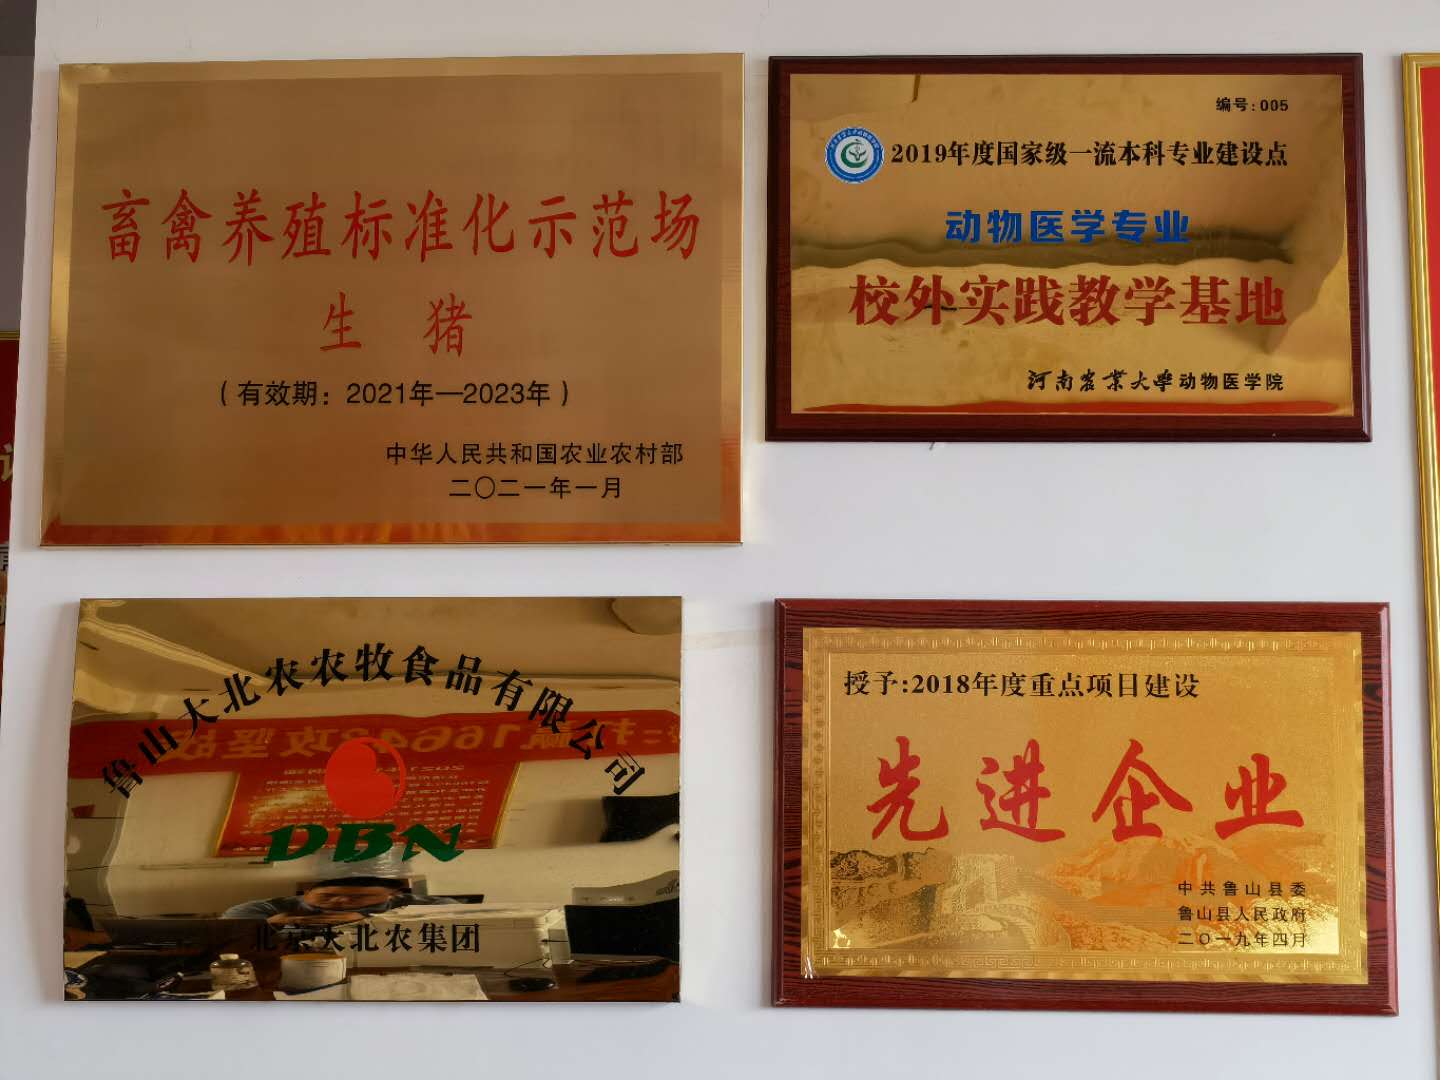 畜禽养殖标准化示范场
生 猪
（有效期：2021年—2023年）
中华人民共和国农业农村部
二〇二一年一月
编号:005
2019年度国家级一流本科专业建设点
动物医学专业
校外实践教学基地
河南农业大学动物医学院
鲁山大北农农牧食品有限公司
DBN
北京大北农集团
授予:2018年度重点项目建设
先进企业
中共鲁山县委
鲁山县人民政府
二〇一九年四月